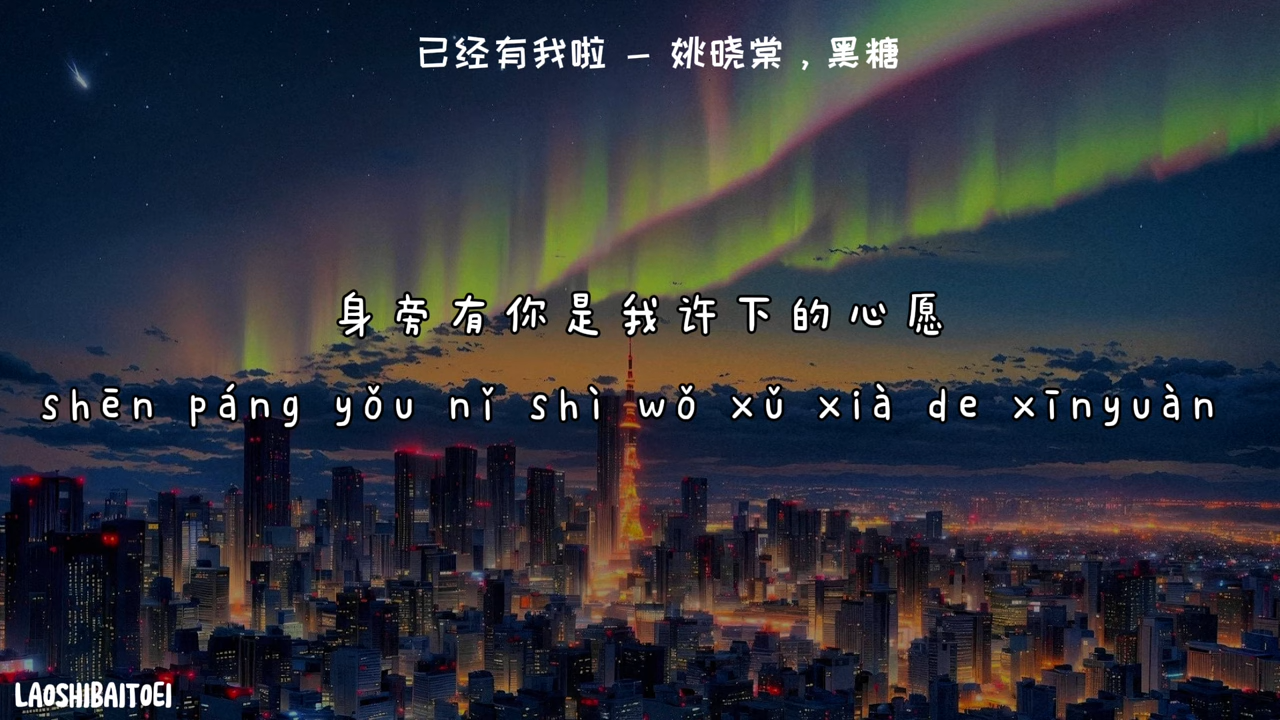 已经有我啦 - 姚晓棠，黑糖
身旁有你是我许下的心愿
shēn páng yǒu nǐ shì wǒ xǔ xià de xīnyuàn
LAOSHIBAITOEI